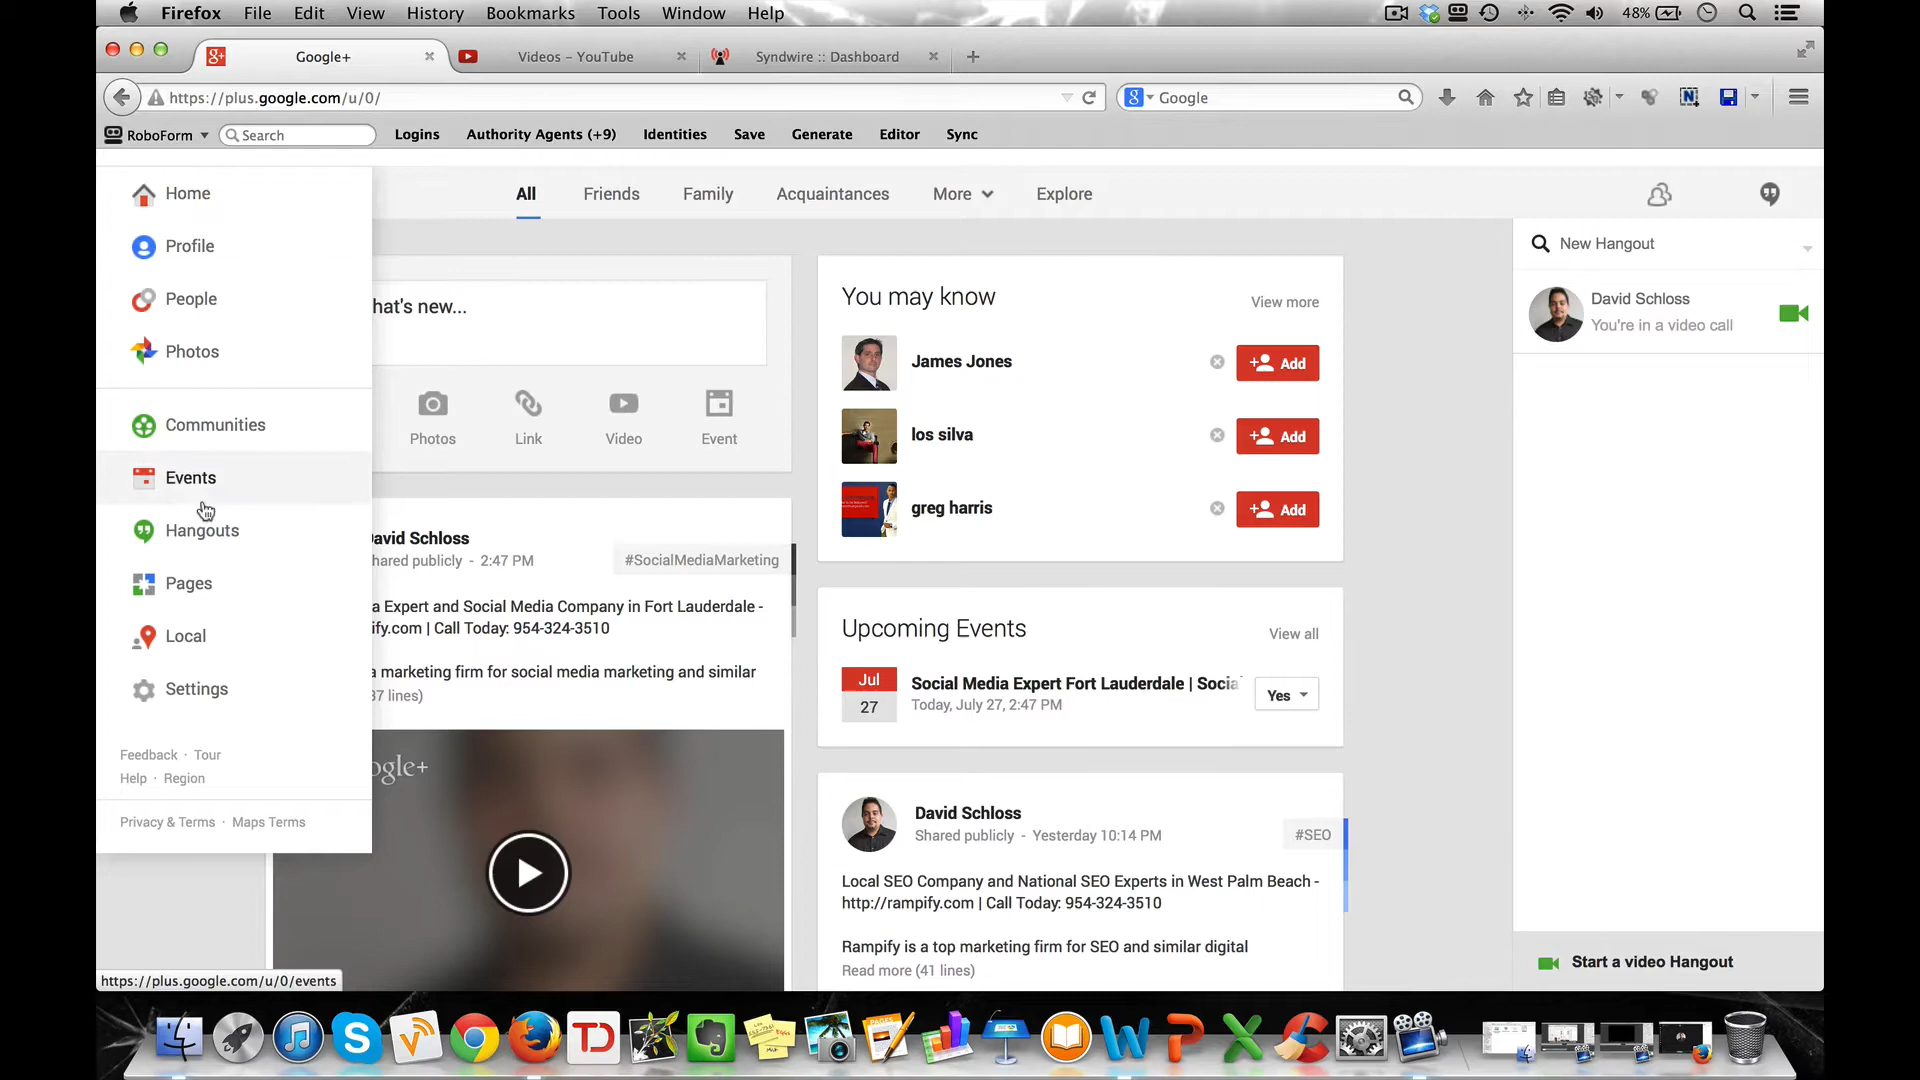 Firefox File Edit View History Bookmarks Tools Window Help 48%
Google+ Videos – YouTube Syndwire :: Dashboard
https://plus.google.com/u/0/ Google
RoboForm Search Logins Authority Agents (+9) Identities Save Generate Editor Sync
Home
Profile
People
Photos
Communities
Events
Hangouts
Pages
Local
Settings
Feedback · Tour
Help · Region
Privacy & Terms · Maps Terms
https://plus.google.com/u/0/events
All Friends Family Acquaintances More Explore
hat's new...
Photos Link Video Event
David Schloss
hared publicly - 2:47 PM
#SocialMediaMarketing
a Expert and Social Media Company in Fort Lauderdale -
ify.com | Call Today: 954-324-3510
a marketing firm for social media marketing and similar
37 lines)
ogle+
You may know View more
James Jones Add
los silva Add
greg harris Add
Upcoming Events View all
Jul
27
Social Media Expert Fort Lauderdale | Socia
Today, July 27, 2:47 PM
Yes
David Schloss
Shared publicly - Yesterday 10:14 PM
#SEO
Local SEO Company and National SEO Experts in West Palm Beach -
http://rampify.com | Call Today: 954-324-3510
Rampify is a top marketing firm for SEO and similar digital
Read more (41 lines)
New Hangout
David Schloss
You're in a video call
Start a video Hangout
TD
PAGES